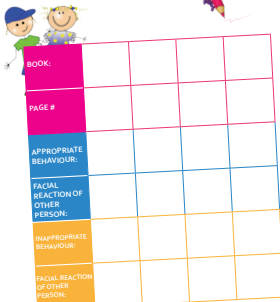 BOOK:
PAGE #
APPROPRIATE
BEHAVIOUR:
FACIAL
REACTION OF
OTHER
PERSON:
INAPPROPRIATE
BEHAVIOUR:
FACIAL REACTION
OF OTHER
PERSON: